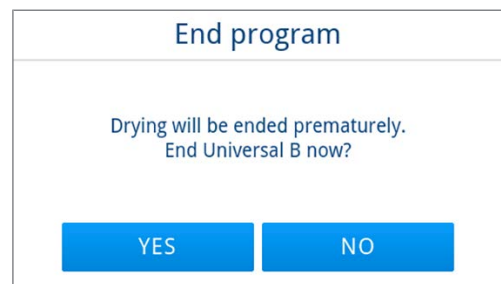 End program
Drying will be ended prematurely.
End Universal B now?
YES
NO